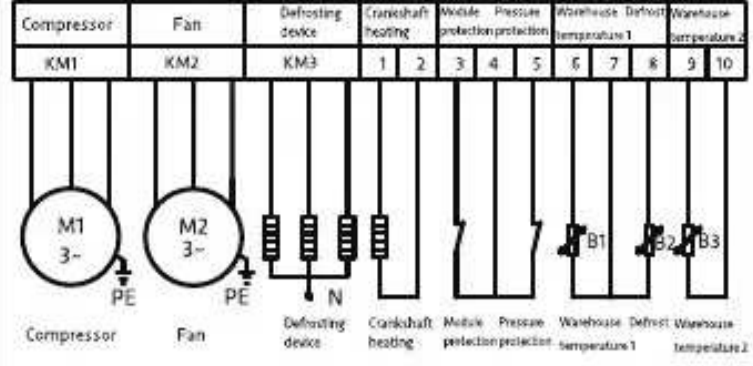 Compressor
Fan
Defrosting
device
Crankshaft
heating
Module Pressure
protection protection
Warehouse Defrost
temperature 1
Warehouse
temperature 2
KM1
KM2
KM3
1
2
3
4
5
6
7
8
9
10
M1
3~
M2
3~
B1
B2
B3
PE
PE
N
Compressor
Fan
Defrosting
device
Crankshaft
heating
Module Pressure
protection protection
Warehouse Defrost
temperature 1
Warehouse
temperature 2